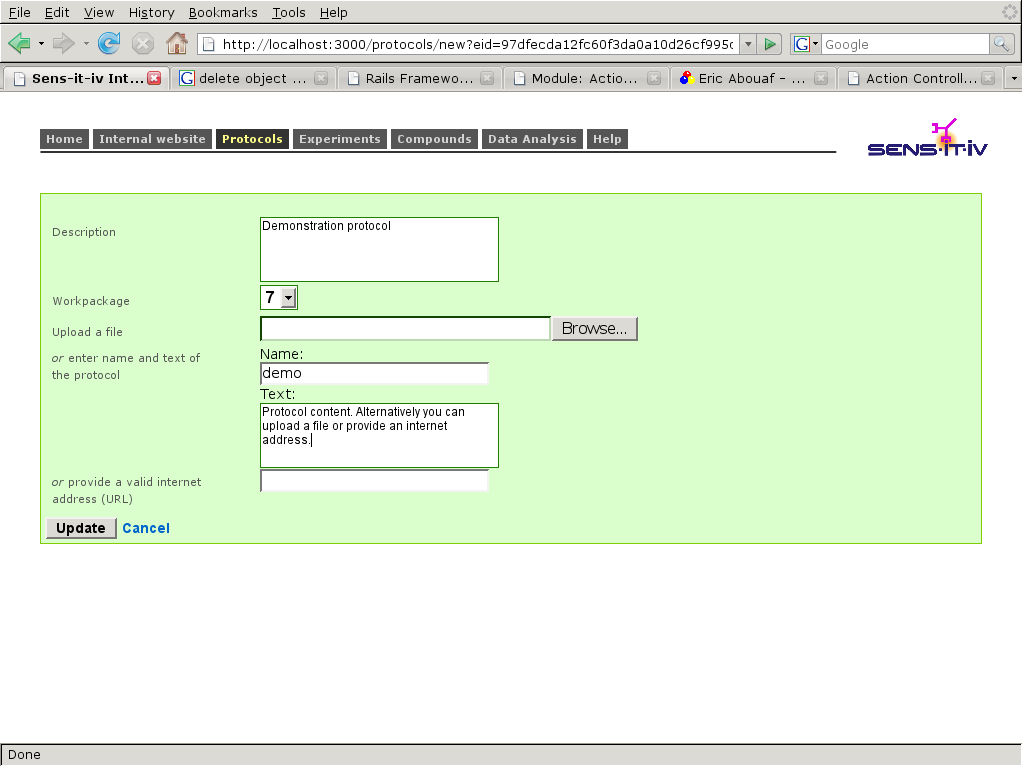 File Edit View History Bookmarks Tools Help
http://localhost:3000/protocols/new?eid=97dfecda12fc60f3da0a10d26cf995
G Google
Sens-it-iv Int... G delete object ... Rails Framewo... Module: Actio... Eric Abouaf – ... Action Controll...
Home Internal website Protocols Experiments Compounds Data Analysis Help
SENS-IT-IV
Description
Demonstration protocol
Workpackage
7
Upload a file
Browse...
or enter name and text of
the protocol
Name:
demo
Text:
Protocol content. Alternatively you can
upload a file or provide an internet
address.
or provide a valid internet
address (URL)
Update Cancel
Done